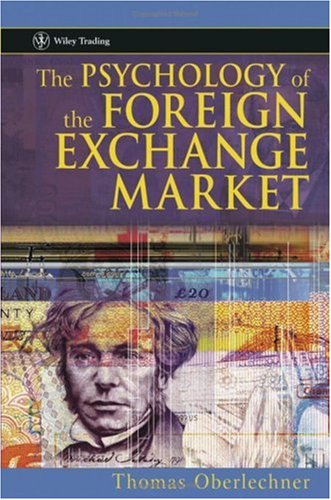 Wiley Trading
The PSYCHOLOGY of
the FOREIGN
EXCHANGE
MARKET
£20
Thomas Oberlechner